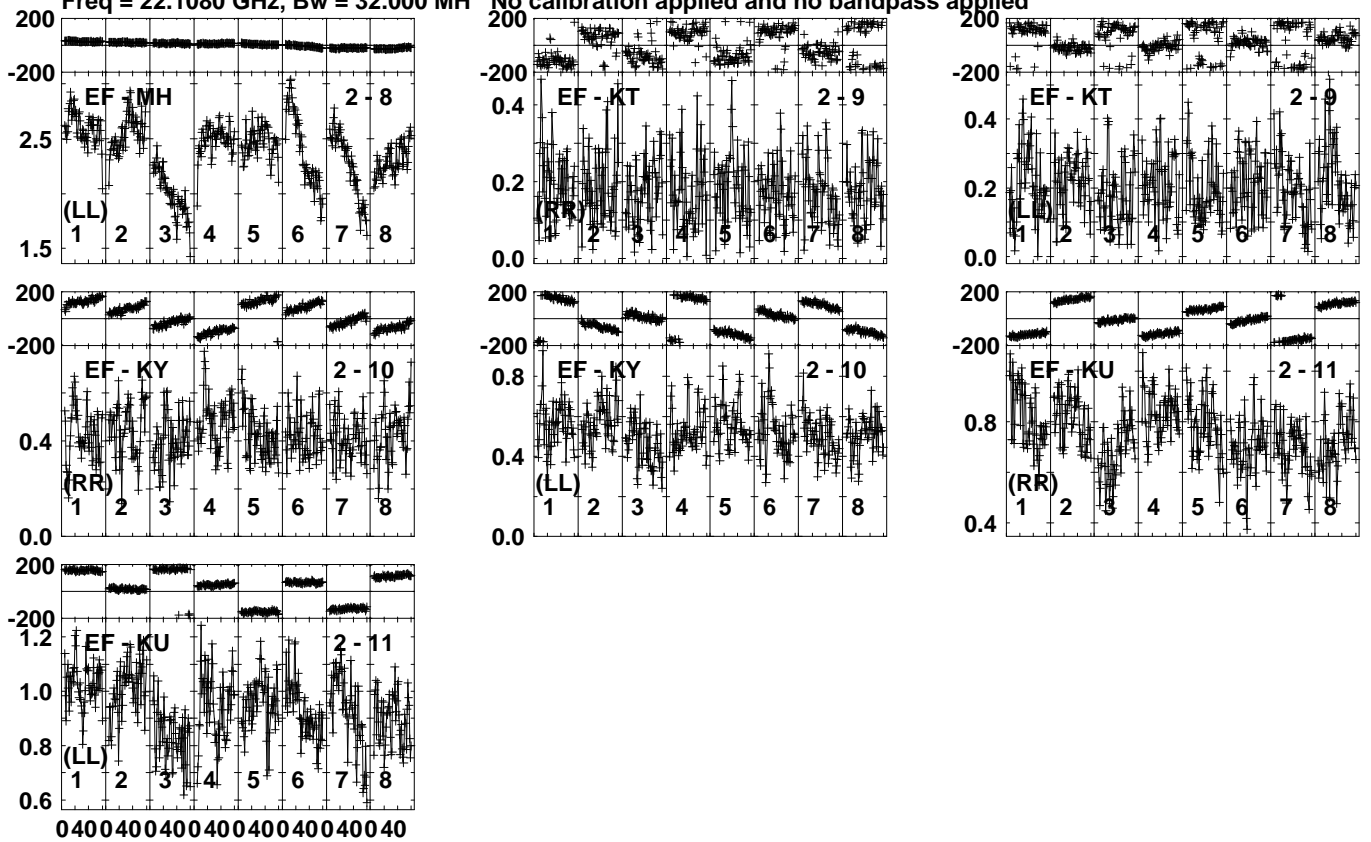 Freq = 22.1080 GHz, Bw = 32.000 MH No calibration applied and no bandpass applied
200
-200
EF - MH 2 - 8
2.5
(LL)
1 2 3 4 5 6 7 8
1.5
200
-200
EF - KT 2 - 9
0.4
0.2
(RR)
1 2 3 4 5 6 7 8
0.0
200
-200
EF - KT 2 - 9
0.4
0.2
(LL)
1 2 3 4 5 6 7 8
0.0
200
-200
EF - KY 2 - 10
0.4
(RR)
1 2 3 4 5 6 7 8
0.0
200
-200
EF - KY 2 - 10
0.8
0.4
(LL)
1 2 3 4 5 6 7 8
0.0
200
-200
EF - KU 2 - 11
0.8
(RR)
1 2 3 4 5 6 7 8
0.4
200
-200
1.2
EF - KU 2 - 11
1.0
0.8
(LL)
1 2 3 4 5 6 7 8
0.6
0 40 0 40 0 40 0 40 0 40 0 40 0 40 0 40